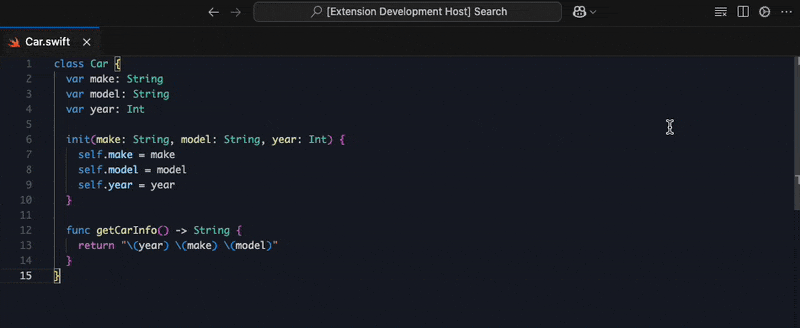 [Extension Development Host] Search
Car.swift
1 class Car {
2 var make: String
3 var model: String
4 var year: Int
5
6 init(make: String, model: String, year: Int) {
7 self.make = make
8 self.model = model
9 self.year = year
10 }
11
12 func getCarInfo() -> String {
13 return "\(year) \(make) \(model)"
14 }
15 }